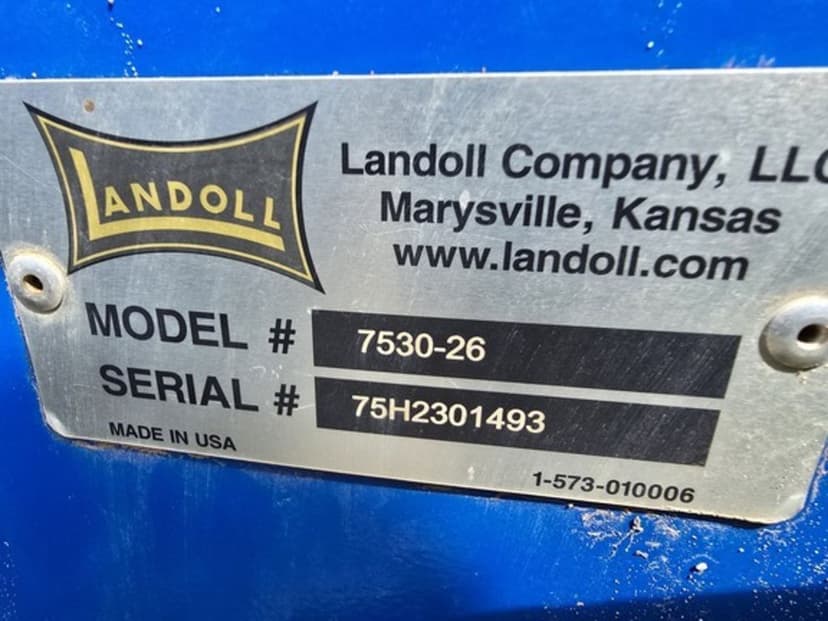 LANDOLL
Landoll Company, LLC
Marysville, Kansas
www.landoll.com
MODEL # 7530-26
SERIAL # 75H2301493
MADE IN USA
1-573-010006